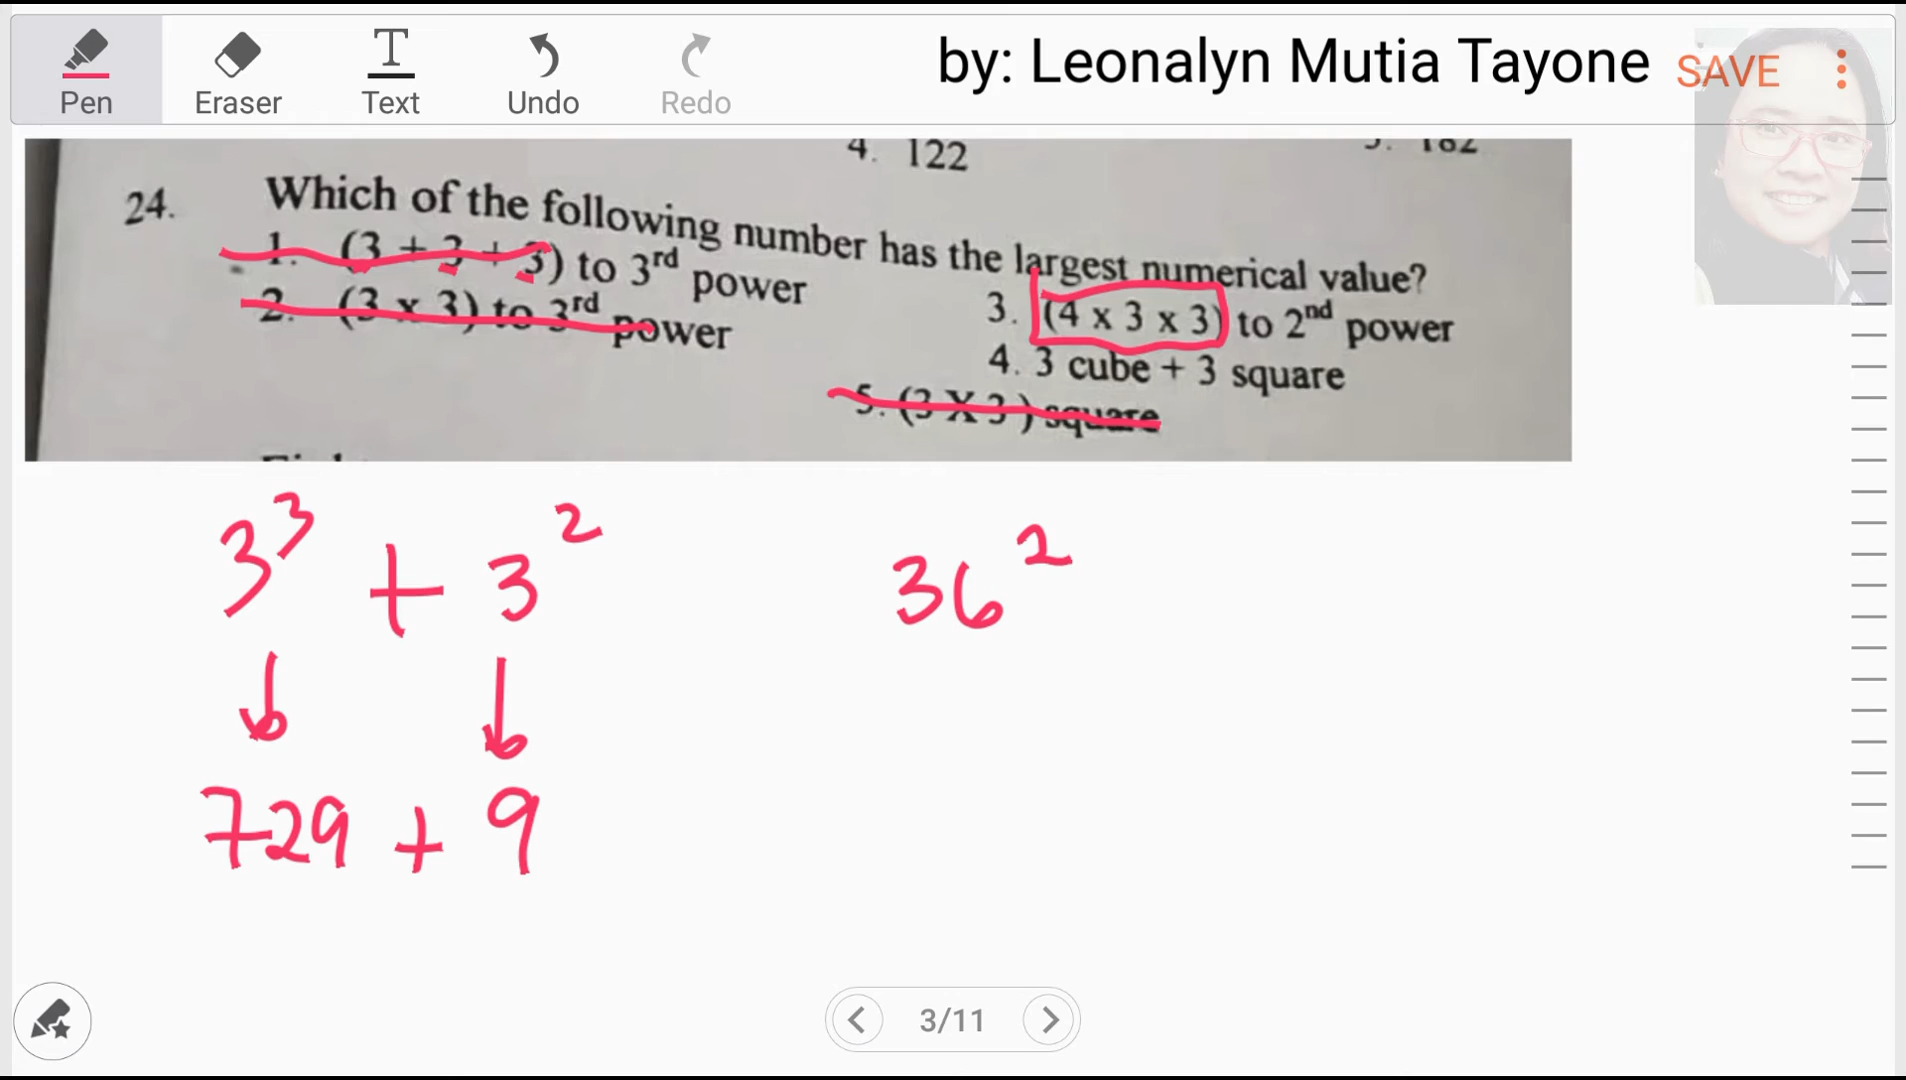 by: Leonalyn Mutia Tayone
SAVE
Pen
Eraser
Text
Undo
Redo
4. 122
24. Which of the following number has the largest numerical value?
1. (3 + 3 + 3) to 3rd power
2. (3 x 3) to 3rd power
3. (4 x 3 x 3) to 2nd power
4. 3 cube + 3 square
5. (3 X 3 ) square
3³ + 3²
36²
729 + 9
3/11